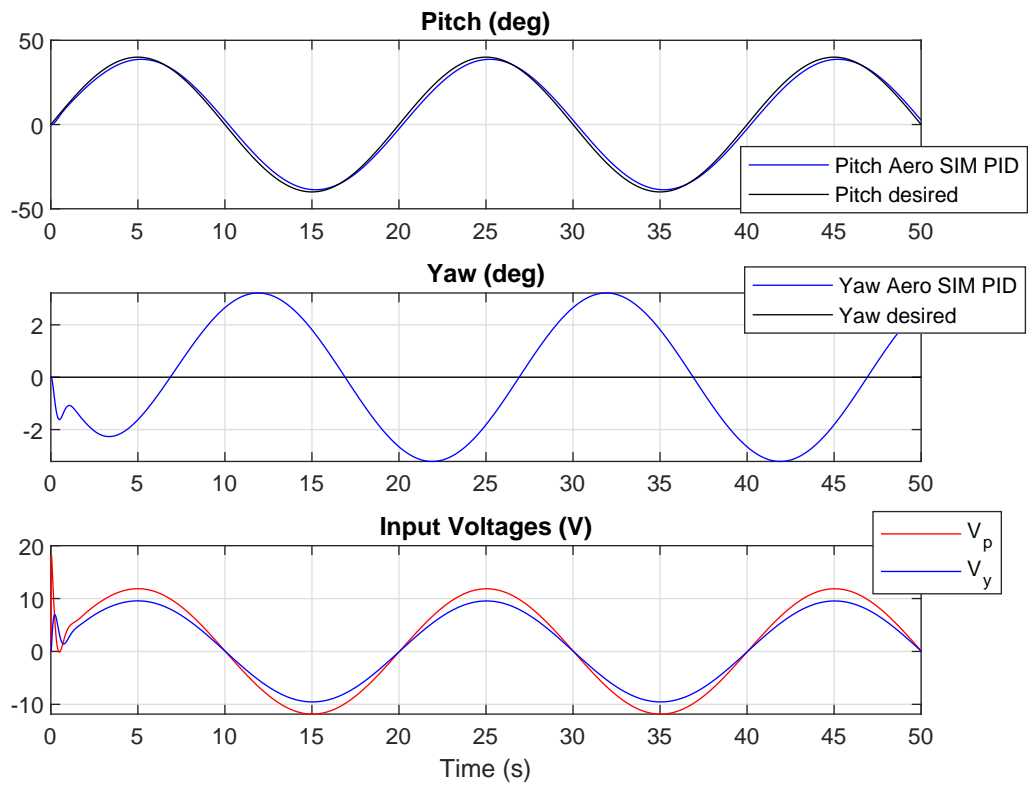 Pitch (deg)
50
0
-50
0 5 10 15 20 25 30 35 40 45 50
Pitch Aero SIM PID
Pitch desired
Yaw (deg)
2
0
-2
0 5 10 15 20 25 30 35 40 45 50
Yaw Aero SIM PID
Yaw desired
Input Voltages (V)
20
10
0
-10
0 5 10 15 20 25 30 35 40 45 50
V_p
V_y
Time (s)